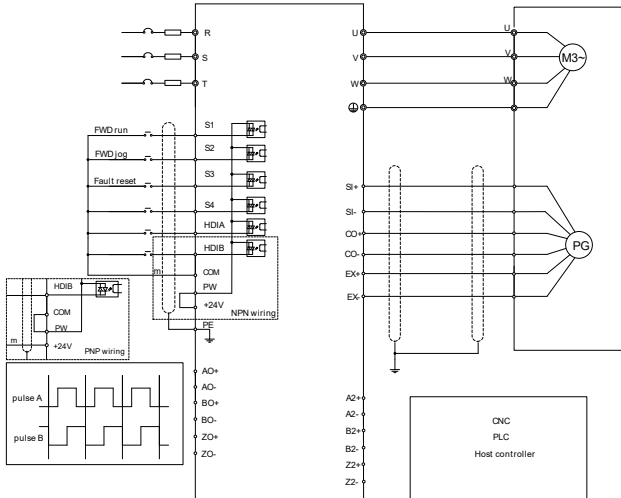 R
S
T
U
V
W
U
V
W
M3~
FWD run
S1
FWD jog
S2
Fault reset
S3
S4
HDIA
HDIB
m
COM
PW
+24V
NPN wiring
PE
HDIB
COM
PW
m
+24V
PNP wiring
SI+
SI-
CO+
CO-
EX+
EX-
PG
pulse A
pulse B
AO+
AO-
BO+
BO-
ZO+
ZO-
A2+
A2-
B2+
B2-
Z2+
Z2-
CNC
PLC
Host controller